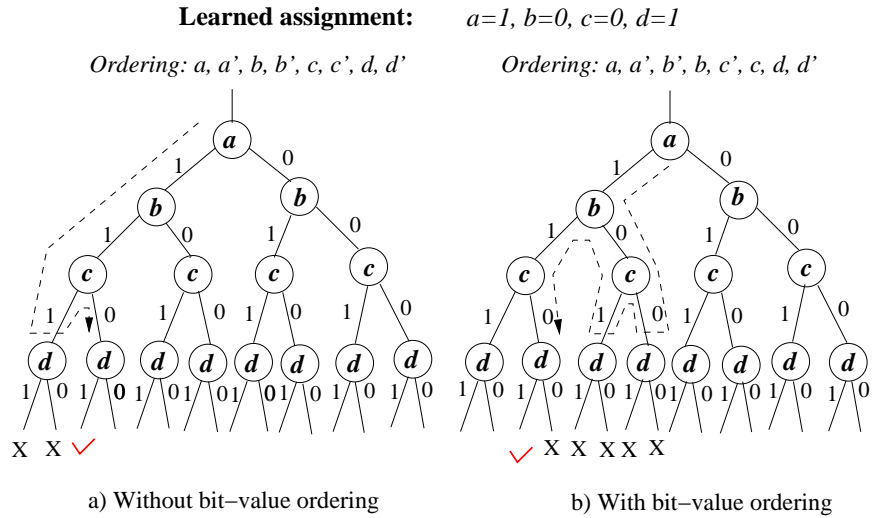 Learned assignment: a=1, b=0, c=0, d=1
Ordering: a, a’, b, b’, c, c’, d, d’
Ordering: a, a’, b’, b, c’, c, d, d’
a
1 0
b b
1 0 1 0
c c c c
1 0 1 0 1 0 1 0
d d d d d d d d
1 0 1 0 1 0 1 0 1 0 1 0 1 0 1 0
X X
a) Without bit−value ordering
a
1 0
b b
1 0 1 0
c c c c
1 0 1 0 1 0 1 0
d d d d d d d d
1 0 1 0 1 0 1 0 1 0 1 0 1 0 1 0
X X X X X
b) With bit−value ordering